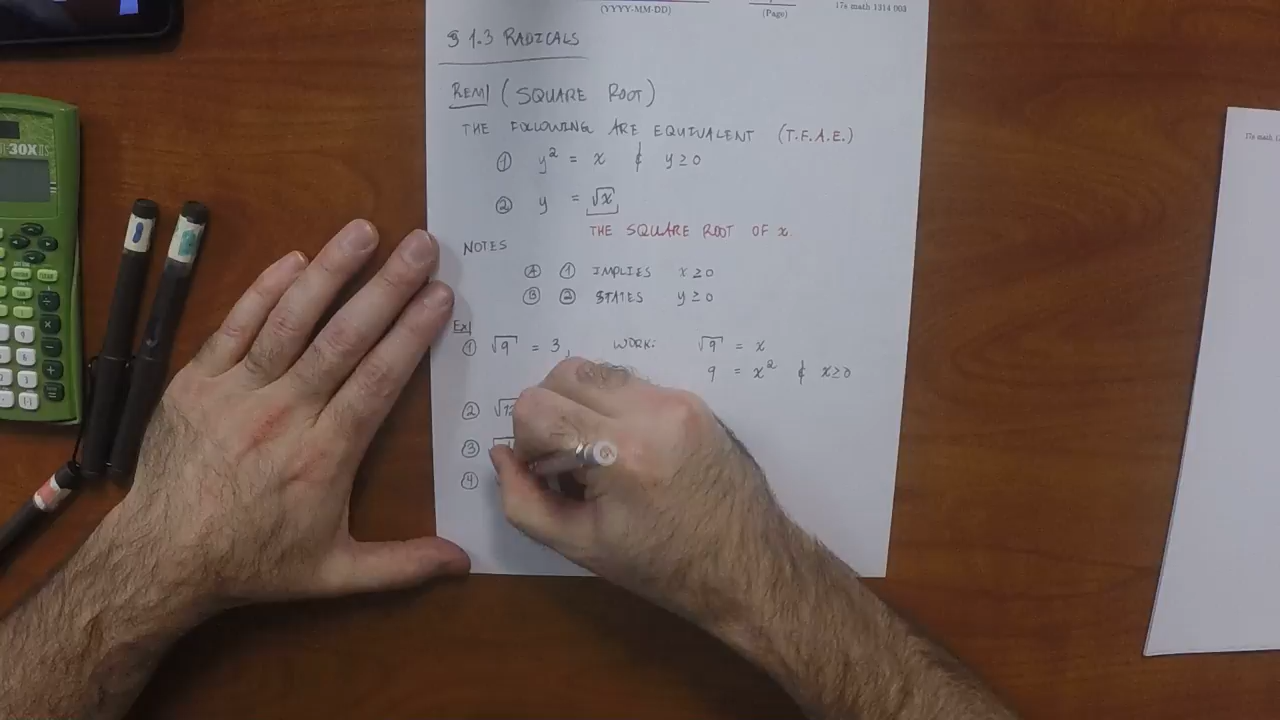 (YYYY-MM-DD)
(Page)
17s math 1314 003
§ 1.3 RADICALS
REM (SQUARE ROOT)
THE FOLLOWING ARE EQUIVALENT (T.F.A.E.)
① y² = x & y ≥ 0
② y = √x
THE SQUARE ROOT OF x
NOTES
Ⓐ ① IMPLIES x ≥ 0
Ⓑ ② STATES y ≥ 0
Ex
① √9 = 3, WORK: √9 = x
9 = x² & x ≥ 0
②
③
④
30X IIS
17s math